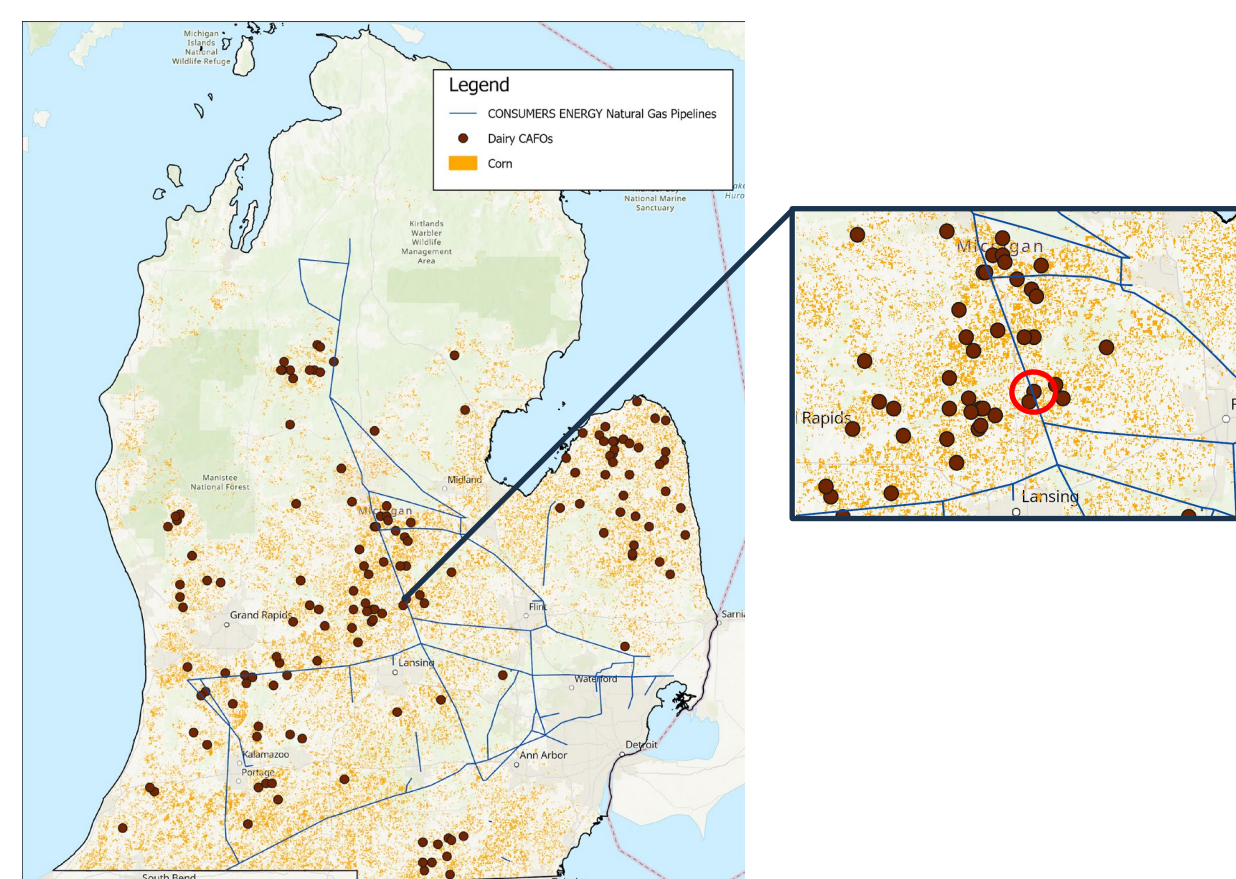 Michigan
Islands
National
Wildlife Refuge
Legend
CONSUMERS ENERGY Natural Gas Pipelines
Dairy CAFOs
Corn
National Marine
Sanctuary
Huro
Kirtlands
Warbler
Wildlife
Management
Area
Manistee
National Forest
Midland
Michigan
Grand Rapids
Flint
Sarnia
Lansing
Waterford
Detroit
Ann Arbor
Kalamazoo
Portage
South Bend
Michigan
Rapids
Lansing